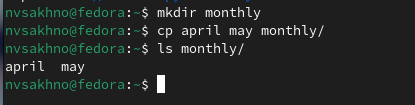 nvsakhno@fedora:~$ mkdir monthly
nvsakhno@fedora:~$ cp april may monthly/
nvsakhno@fedora:~$ ls monthly/
april  may
nvsakhno@fedora:~$